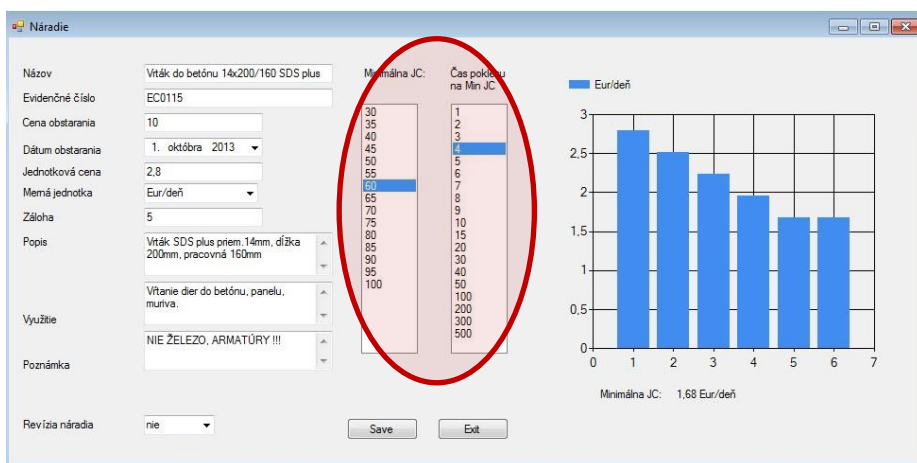 Náradie
Názov
Vrták do betónu 14x200/160 SDS plus
Evidenčné číslo
EC0115
Cena obstarania
10
Dátum obstarania
1. októbra 2013
Jednotková cena
2,8
Merná jednotka
Eur/deň
Záloha
5
Popis
Vrták SDS plus priem.14mm, dĺžka
200mm, pracovná 160mm
Využitie
Vŕtanie dier do betónu, panelu,
muriva.
Poznámka
NIE ŽELEZO, ARMATÚRY !!!
Revízia náradia
nie
Minimálna JC:
30
35
40
45
50
55
60
65
70
75
80
85
90
95
100
Čas poklesu
na Min JC
1
2
3
4
5
6
7
8
9
10
15
20
30
40
50
100
200
300
500
Save
Exit
Eur/deň
3
2,5
2
1,5
1
0,5
0
0 1 2 3 4 5 6 7
Minimálna JC: 1,68 Eur/deň